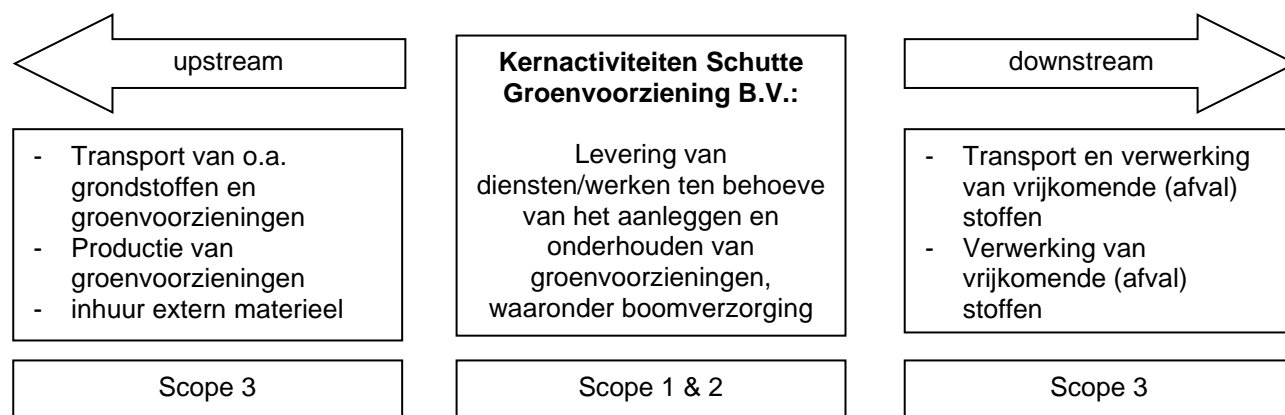 upstream
- Transport van o.a.
grondstoffen en
groenvoorzieningen
- Productie van
groenvoorzieningen
- inhuur extern materieel
Scope 3
Kernactiviteiten Schutte
Groenvoorziening B.V.:
Levering van
diensten/werken ten behoeve
van het aanleggen en
onderhouden van
groenvoorzieningen,
waaronder boomverzorging
Scope 1 & 2
downstream
- Transport en verwerking
van vrijkomende (afval)
stoffen
- Verwerking van
vrijkomende (afval)
stoffen
Scope 3